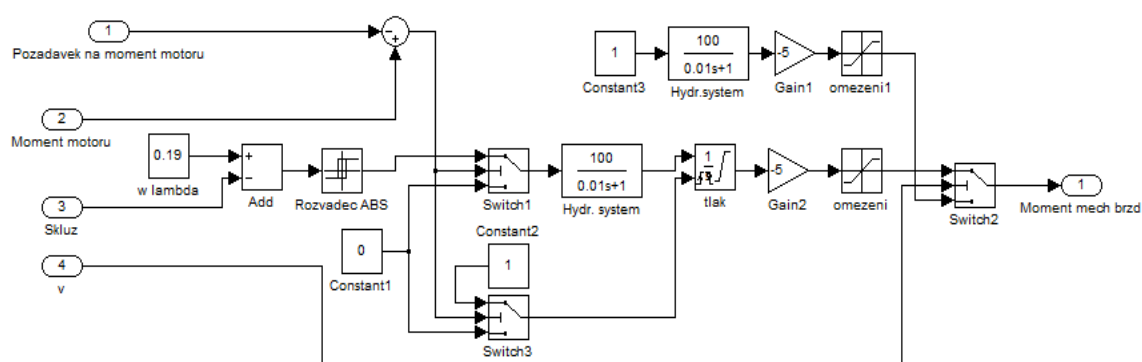 1
Pozadavek na moment motoru
−
+
2
Moment motoru
1
Constant3
100
0.01s+1
Hydr.system
-5
Gain1
omezeni1
0.19
w lambda
+
−
Add
Rozvadec ABS
Switch1
100
0.01s+1
Hydr. system
1
s
tlak
-5
Gain2
omezeni
Switch2
1
Moment mech brzd
3
Skluz
4
v
0
Constant1
Constant2
1
Switch3